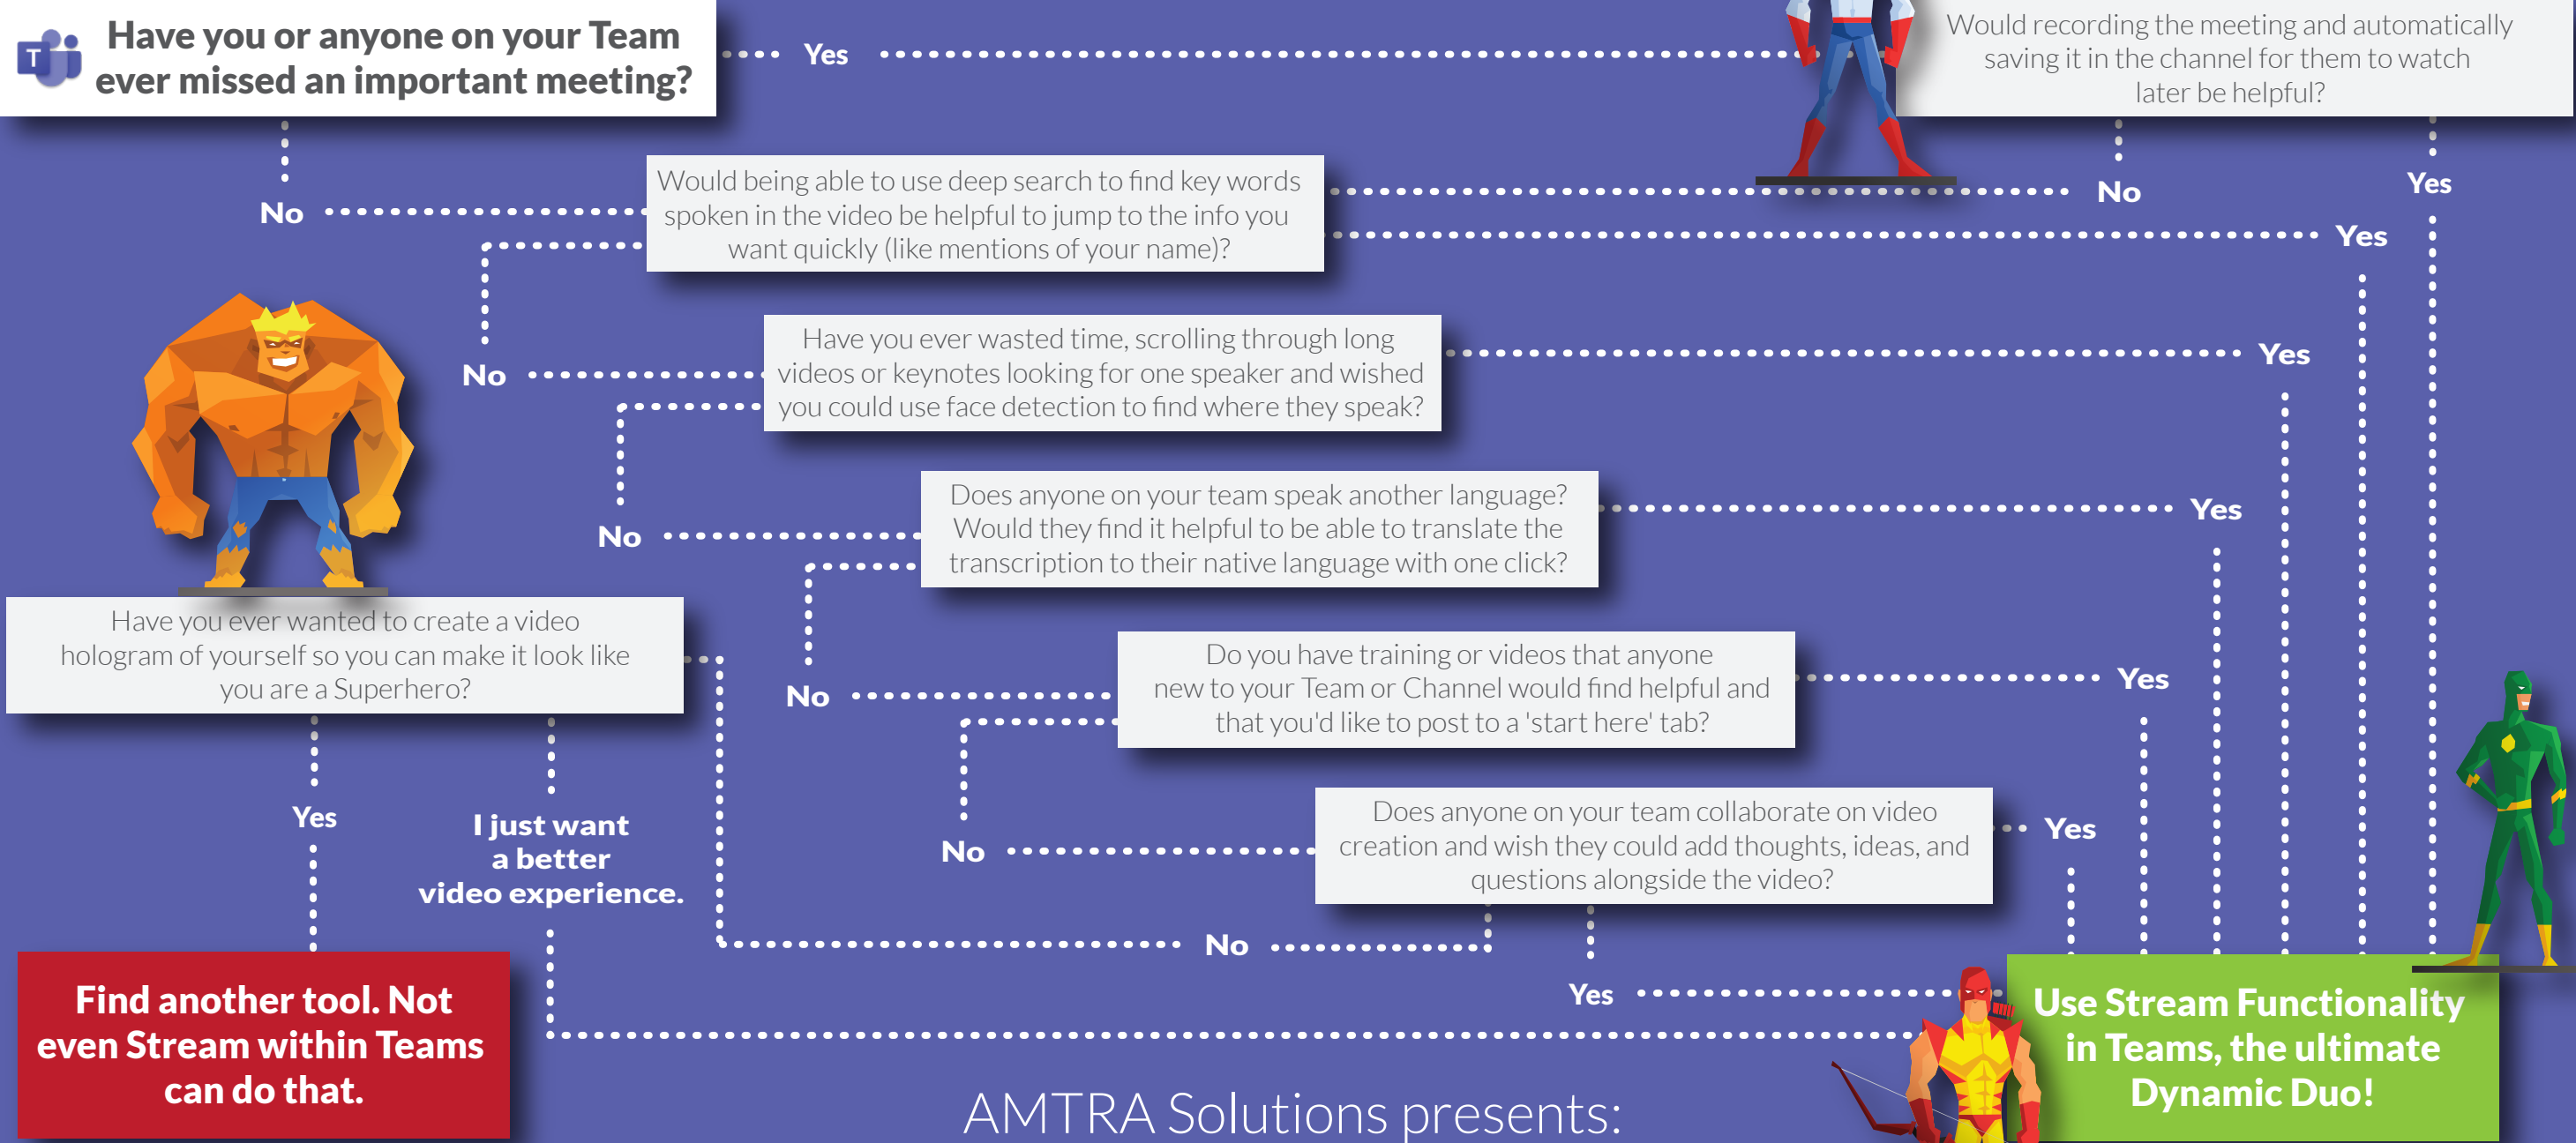 Have you or anyone on your Team
ever missed an important meeting?
T
Yes
Would recording the meeting and automatically
saving it in the channel for them to watch
later be helpful?
No
Yes
No
Would being able to use deep search to find key words
spoken in the video be helpful to jump to the info you
want quickly (like mentions of your name)?
Yes
No
Have you ever wasted time, scrolling through long
videos or keynotes looking for one speaker and wished
you could use face detection to find where they speak?
Yes
No
Does anyone on your team speak another language?
Would they find it helpful to be able to translate the
transcription to their native language with one click?
Yes
No
Do you have training or videos that anyone
new to your Team or Channel would find helpful and
that you'd like to post to a 'start here' tab?
Yes
No
Does anyone on your team collaborate on video
creation and wish they could add thoughts, ideas, and
questions alongside the video?
Yes
No
Yes
Have you ever wanted to create a video
hologram of yourself so you can make it look like
you are a Superhero?
Yes
I just want
a better
video experience.
Find another tool. Not
even Stream within Teams
can do that.
Use Stream Functionality
in Teams, the ultimate
Dynamic Duo!
AMTRA Solutions presents: